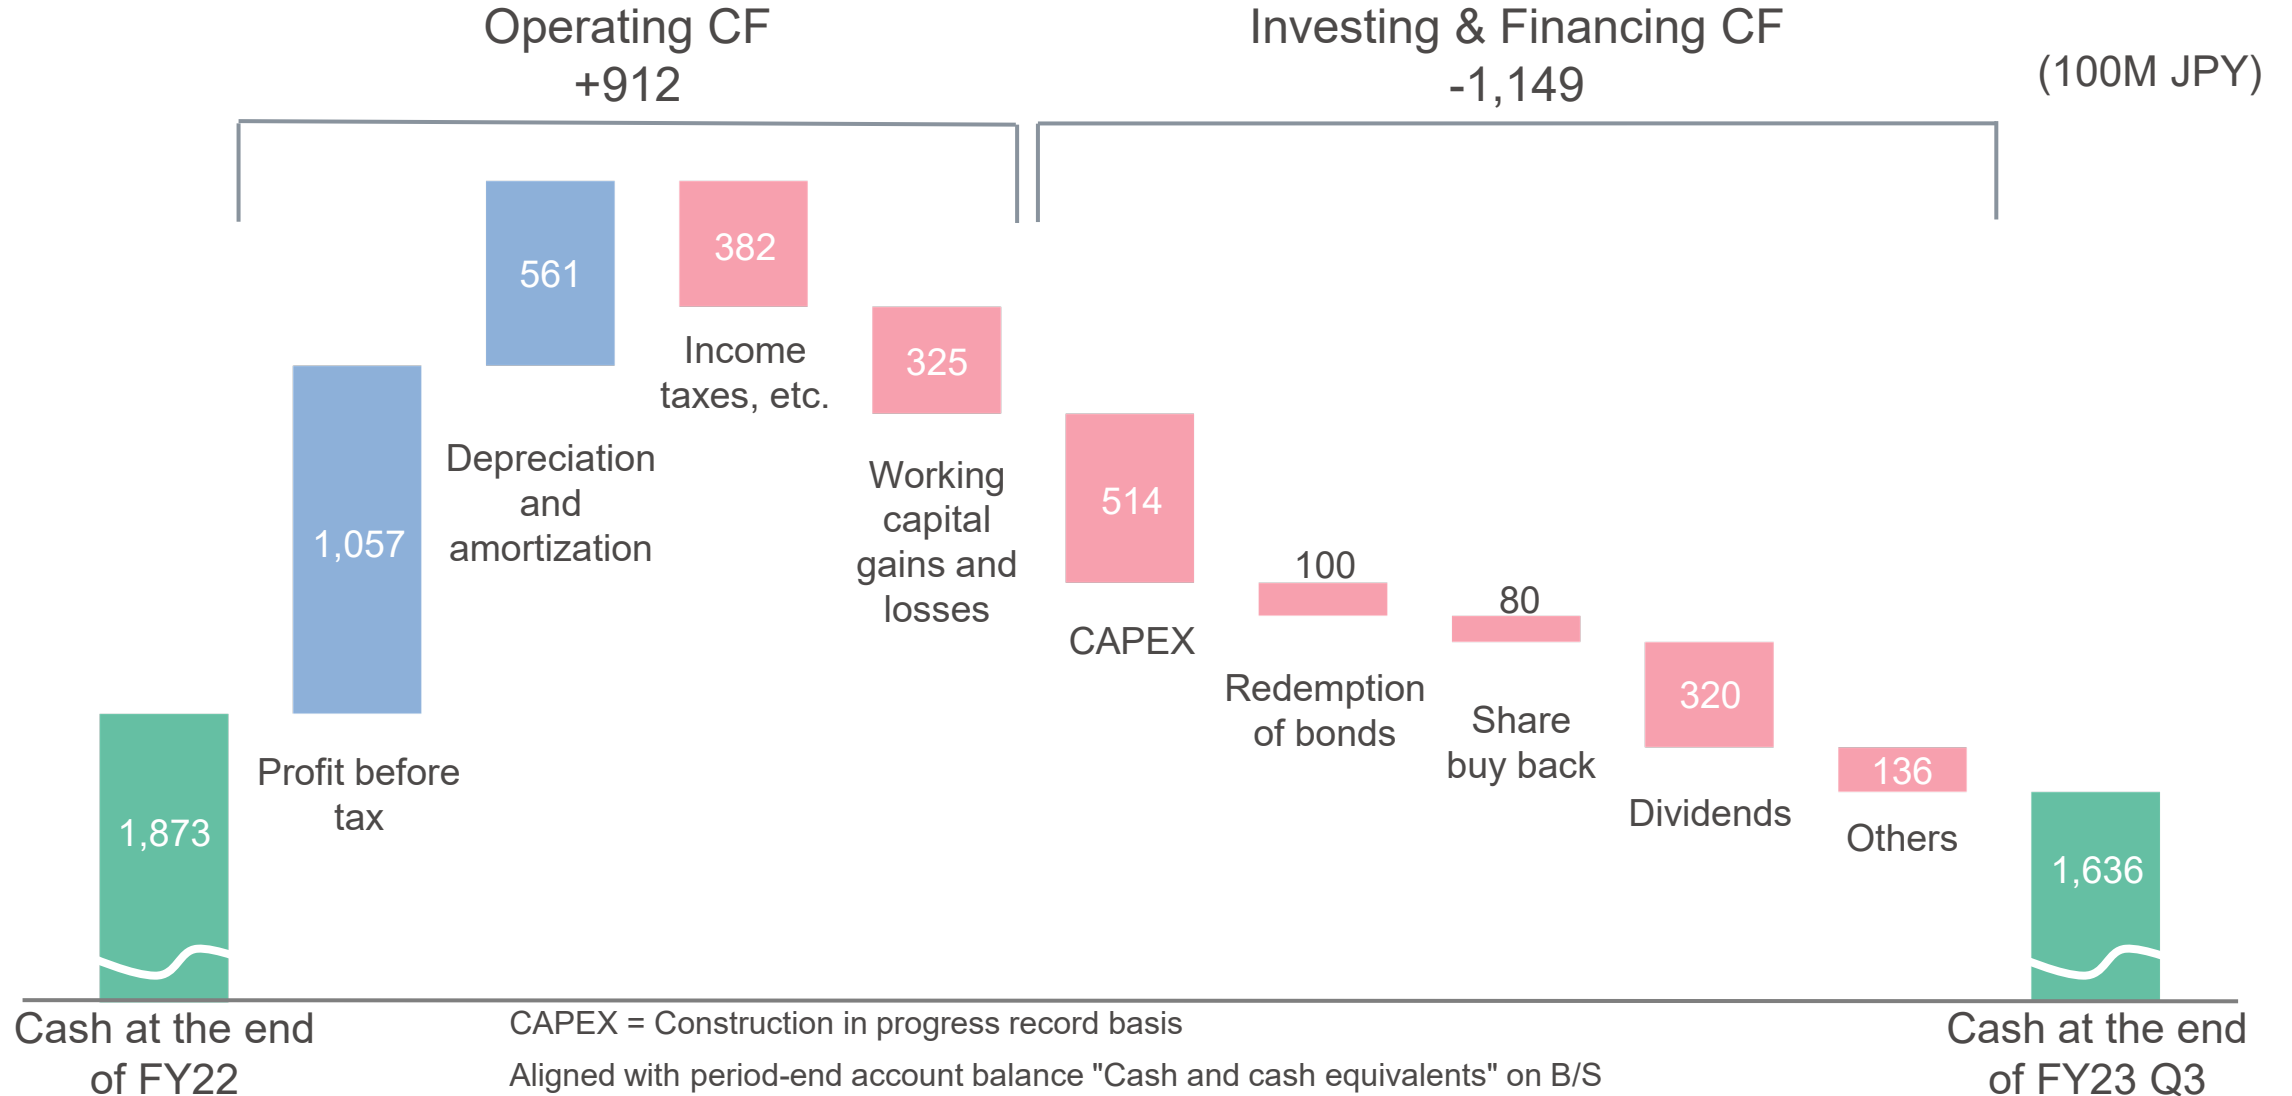 Operating CF
+912
Investing & Financing CF
-1,149
(100M JPY)
1,873
Cash at the end
of FY22
1,057
Profit before
tax
561
Depreciation
and
amortization
382
Income
taxes, etc.
325
Working
capital
gains and
losses
514
CAPEX
100
Redemption
of bonds
80
Share
buy back
320
Dividends
136
Others
1,636
Cash at the end
of FY23 Q3
CAPEX = Construction in progress record basis
Aligned with period-end account balance "Cash and cash equivalents" on B/S